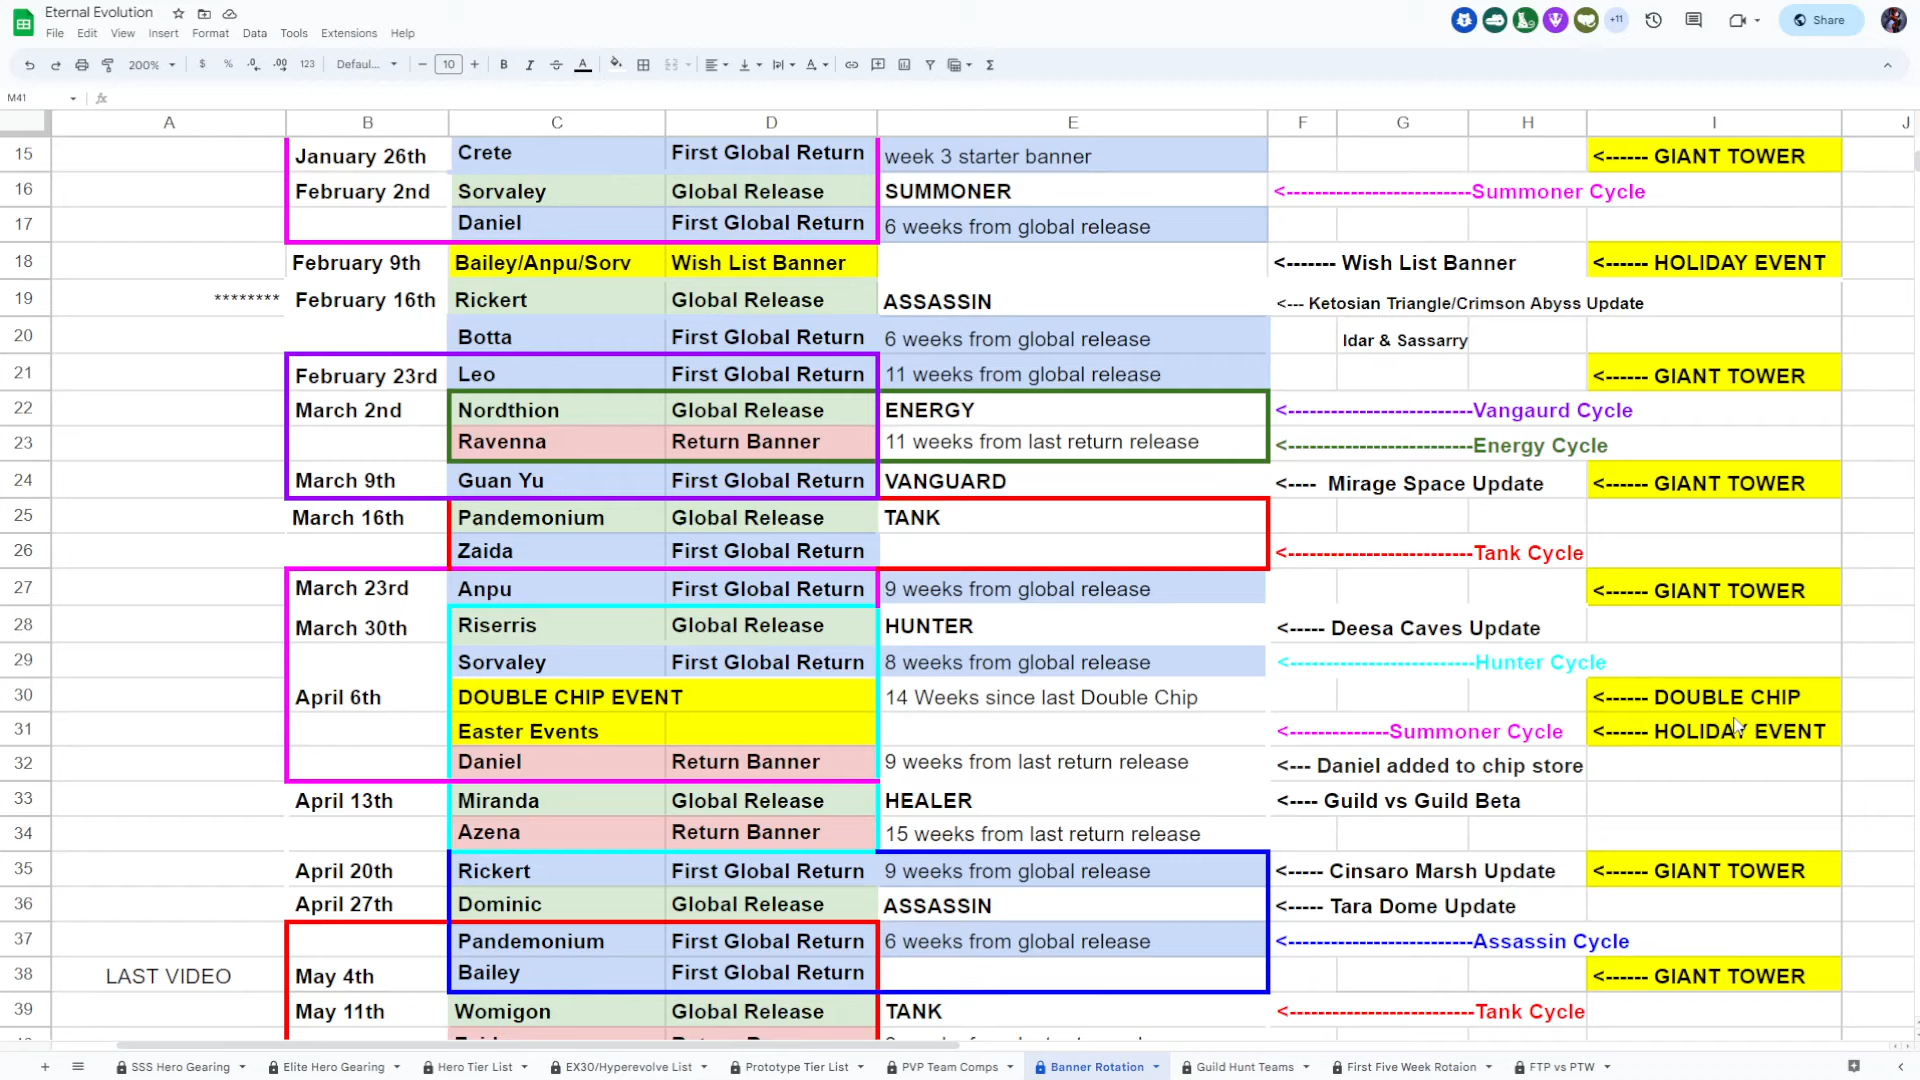 Eternal Evolution
File Edit View Insert Format Data Tools Extensions Help
+11
Share
200% $ % .0 .00 123 Defaul... − 10 + B I A Σ
M41 fx
A B C D E F G H I J
15 January 26th Crete First Global Return week 3 starter banner <------ GIANT TOWER
16 February 2nd Sorvaley Global Release SUMMONER <--------------------------Summoner Cycle
17 Daniel First Global Return 6 weeks from global release
18 February 9th Bailey/Anpu/Sorv Wish List Banner <------- Wish List Banner <------ HOLIDAY EVENT
19 ******** February 16th Rickert Global Release ASSASSIN <--- Ketosian Triangle/Crimson Abyss Update
20 Botta First Global Return 6 weeks from global release Idar & Sassarry
21 February 23rd Leo First Global Return 11 weeks from global release <------ GIANT TOWER
22 March 2nd Nordthion Global Release ENERGY <--------------------------Vangaurd Cycle
23 Ravenna Return Banner 11 weeks from last return release <--------------------------Energy Cycle
24 March 9th Guan Yu First Global Return VANGUARD <---- Mirage Space Update <------ GIANT TOWER
25 March 16th Pandemonium Global Release TANK
26 Zaida First Global Return <--------------------------Tank Cycle
27 March 23rd Anpu First Global Return 9 weeks from global release <------ GIANT TOWER
28 March 30th Riserris Global Release HUNTER <----- Deesa Caves Update
29 Sorvaley First Global Return 8 weeks from global release <--------------------------Hunter Cycle
30 April 6th DOUBLE CHIP EVENT 14 Weeks since last Double Chip <------ DOUBLE CHIP
31 Easter Events <---------------Summoner Cycle <------ HOLIDAY EVENT
32 Daniel Return Banner 9 weeks from last return release <--- Daniel added to chip store
33 April 13th Miranda Global Release HEALER <---- Guild vs Guild Beta
34 Azena Return Banner 15 weeks from last return release
35 April 20th Rickert First Global Return 9 weeks from global release <----- Cinsaro Marsh Update <------ GIANT TOWER
36 April 27th Dominic Global Release ASSASSIN <----- Tara Dome Update
37 Pandemonium First Global Return 6 weeks from global release <--------------------------Assassin Cycle
38 LAST VIDEO May 4th Bailey First Global Return <------ GIANT TOWER
39 May 11th Womigon Global Release TANK <--------------------------Tank Cycle
SSS Hero Gearing Elite Hero Gearing Hero Tier List EX30/Hyperevolve List Prototype Tier List PVP Team Comps Banner Rotation Guild Hunt Teams First Five Week Rotaion FTP vs PTW